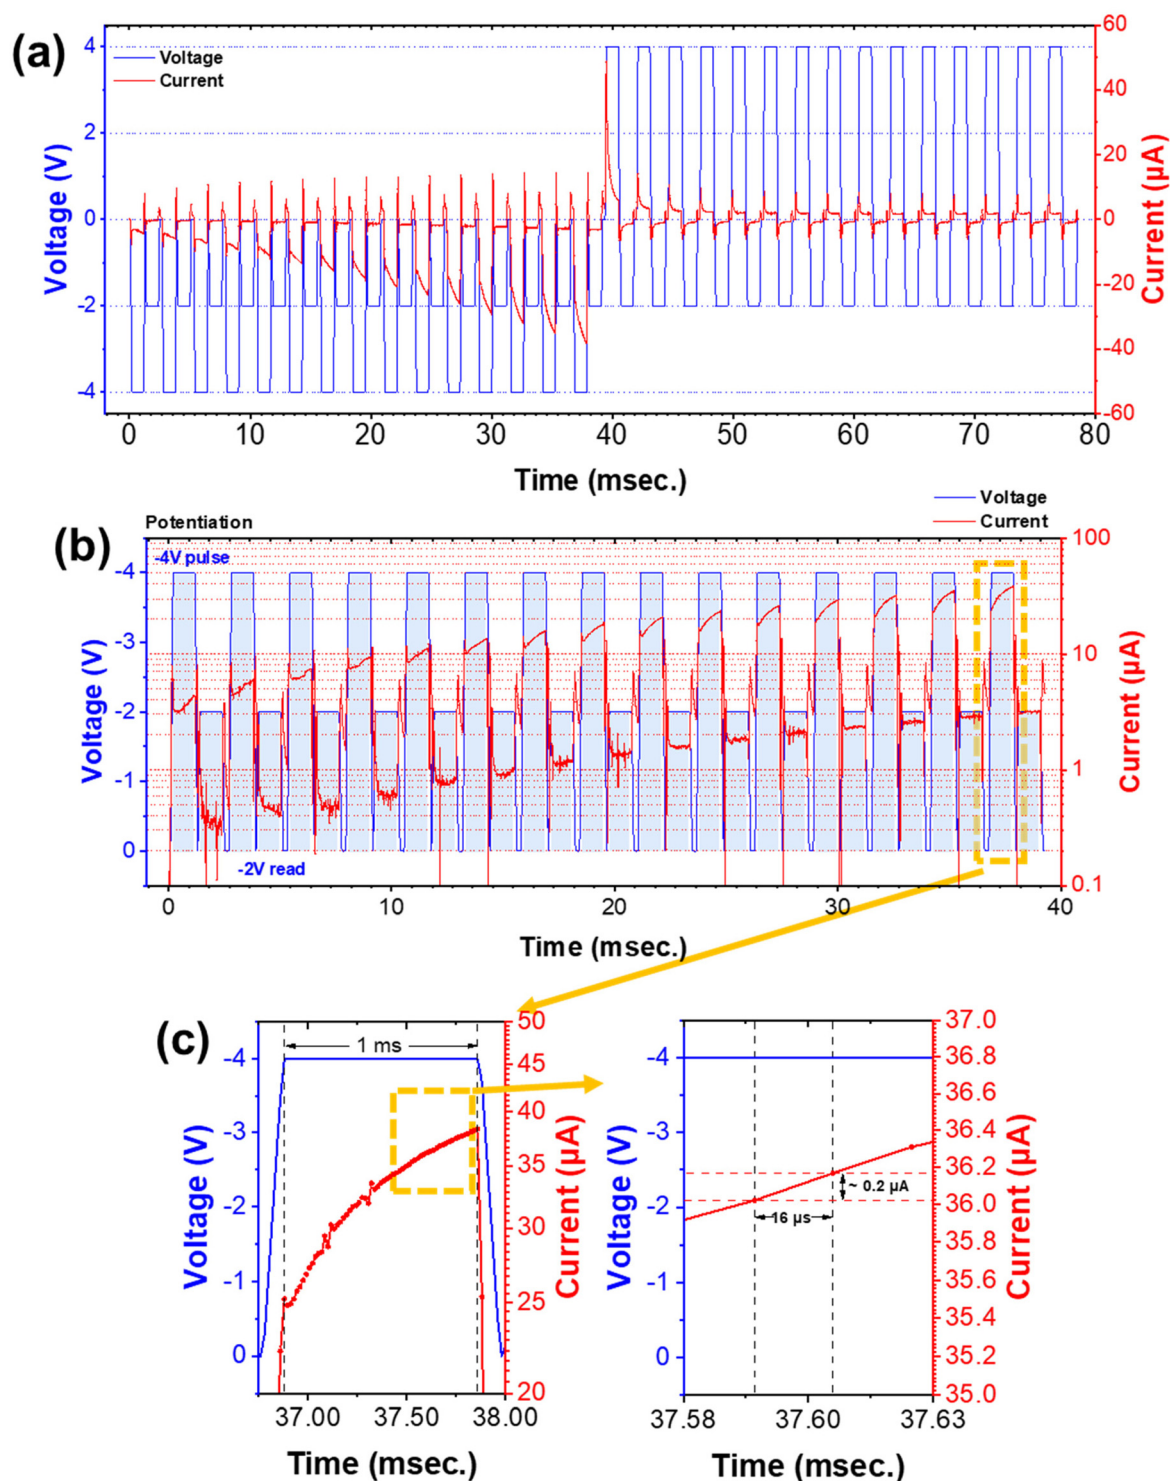 (a)
Voltage
Current
4
2
0
-2
-4
Voltage (V)
60
40
20
0
-20
-40
-60
Current (µA)
0 10 20 30 40 50 60 70 80
Time (msec.)
Voltage
Current
(b)
Potentiation
-4V pulse
-2V read
-4
-3
-2
-1
0
Voltage (V)
100
10
1
0.1
Current (µA)
0 10 20 30 40
Time (msec.)
(c)
1 ms
-4
-3
-2
-1
0
Voltage (V)
50
45
40
35
30
25
20
Current (µA)
37.00 37.50 38.00
Time (msec.)
-4
-3
-2
-1
0
Voltage (V)
~ 0.2 µA
16 µs
37.0
36.8
36.6
36.4
36.2
36.0
35.8
35.6
35.4
35.2
35.0
Current (µA)
37.58 37.60 37.63
Time (msec.)